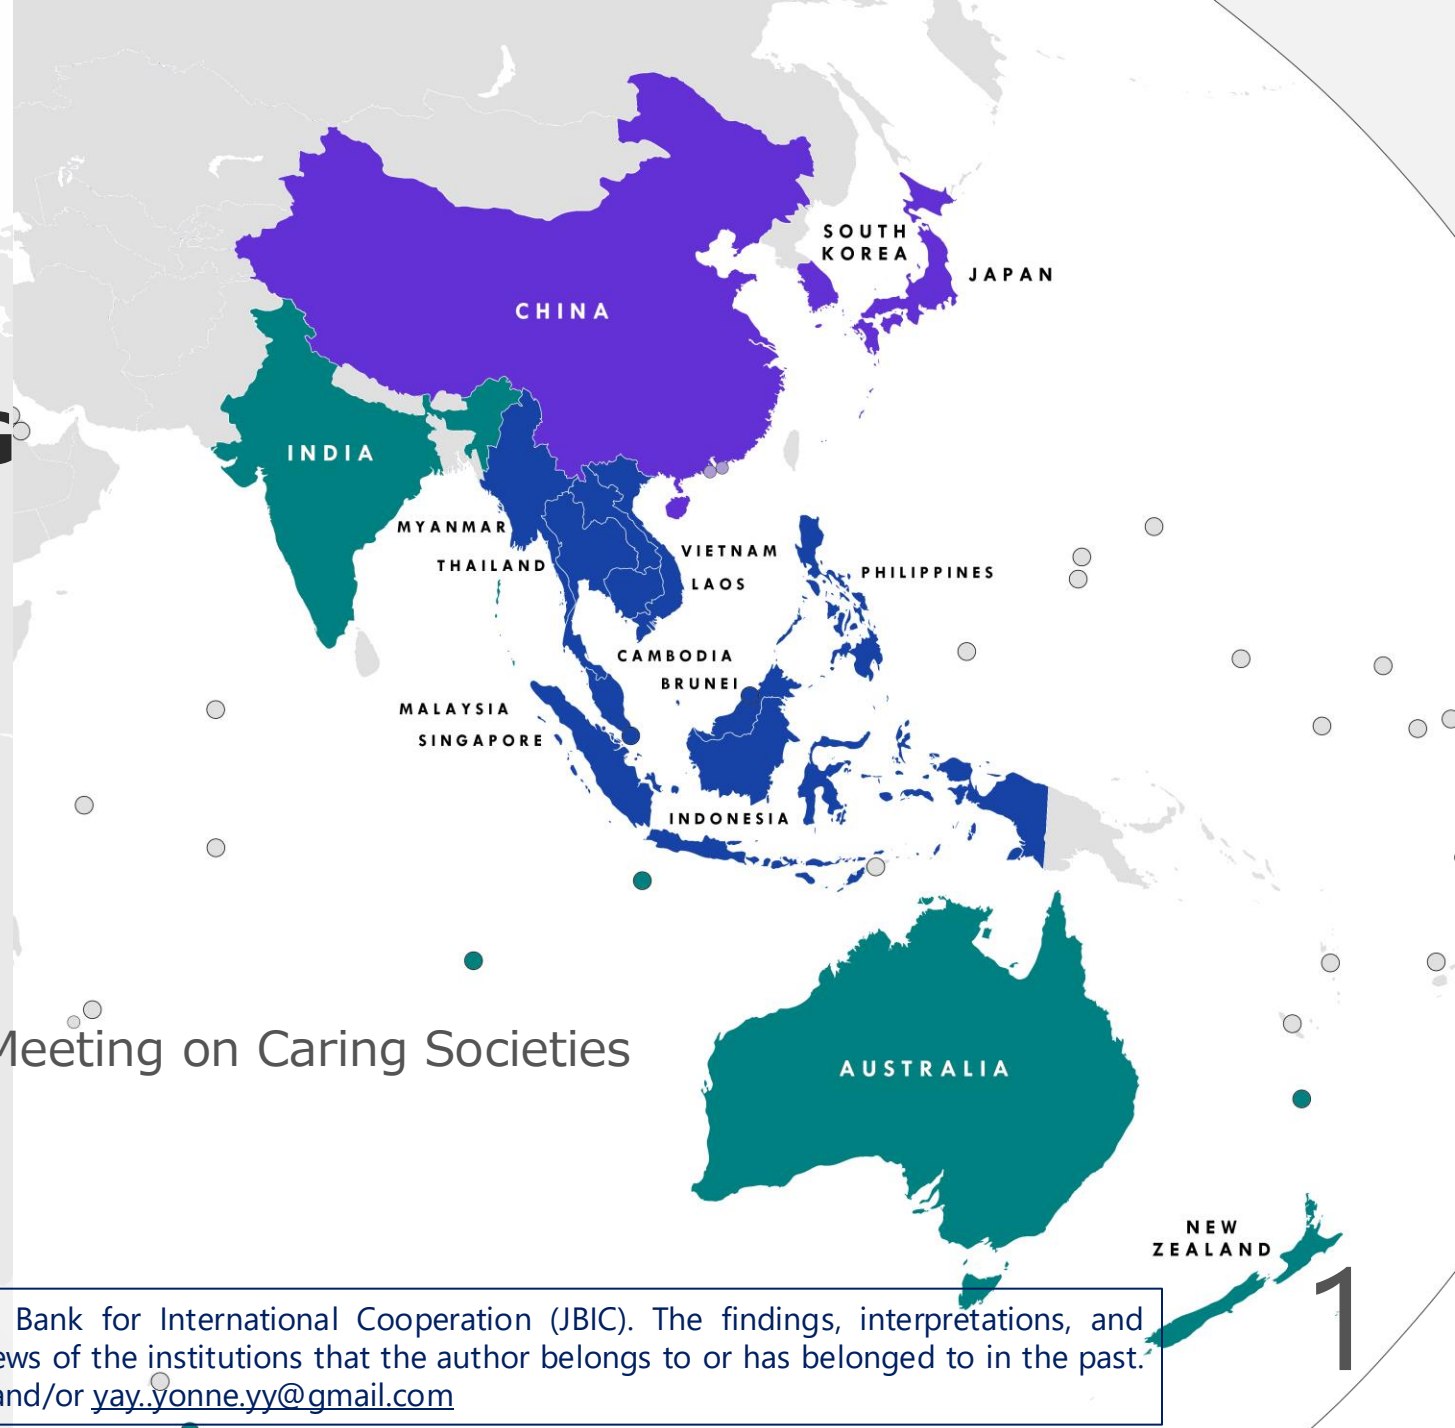 SOUTH
KOREA
JAPAN
CHINA
INDIA
MYANMAR
VIETNAM
THAILAND
PHILIPPINES
LAOS
CAMBODIA
BRUNEI
MALAYSIA
SINGAPORE
INDONESIA
Meeting on Caring Societies
AUSTRALIA
NEW
ZEALAND
1
Bank for International Cooperation (JBIC). The findings, interpretations, and
ews of the institutions that the author belongs to or has belonged to in the past.
and/or yay..yonne.yy@gmail.com